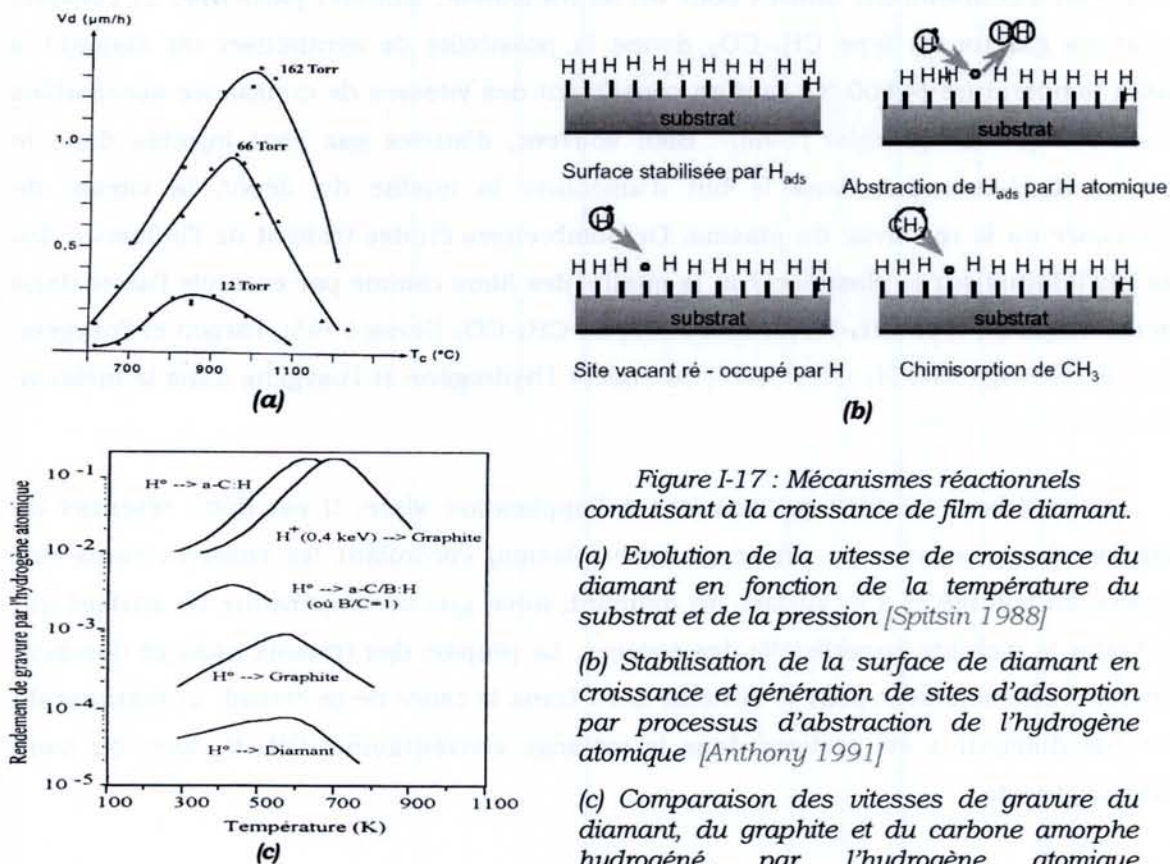 Vd (µm/h)
162 Torr
1.0
66 Torr
0.5
12 Torr
700
900
1100
Tc (°C)
(a)
H H H H H H H H H H
H
substrat
Surface stabilisée par Hads
H
H H
H H H H H H H H H
H
substrat
Abstraction de Hads par H atomique
H
H H H H H H H H H
H
substrat
Site vacant ré - occupé par H
CH3
H H H H H H H H H
H
substrat
Chimisorption de CH3
(b)
Rendement de gravure par l'hydrogène atomique
10-1
10-2
10-3
10-4
10-5
H° --> a-C:H
H+ (0,4 keV) --> Graphite
H° --> a-C/B:H
(où B/C=1)
H° --> Graphite
H° --> Diamant
100 300 500 700 900 1100
Température (K)
(c)
Figure I-17 : Mécanismes réactionnels
conduisant à la croissance de film de diamant.
(a) Evolution de la vitesse de croissance du
diamant en fonction de la température du
substrat et de la pression [Spitsin 1988]
(b) Stabilisation de la surface de diamant en
croissance et génération de sites d'adsorption
par processus d'abstraction de l'hydrogène
atomique [Anthony 1991]
(c) Comparaison des vitesses de gravure du
diamant, du graphite et du carbone amorphe
hydrogéné par l'hydrogène atomique